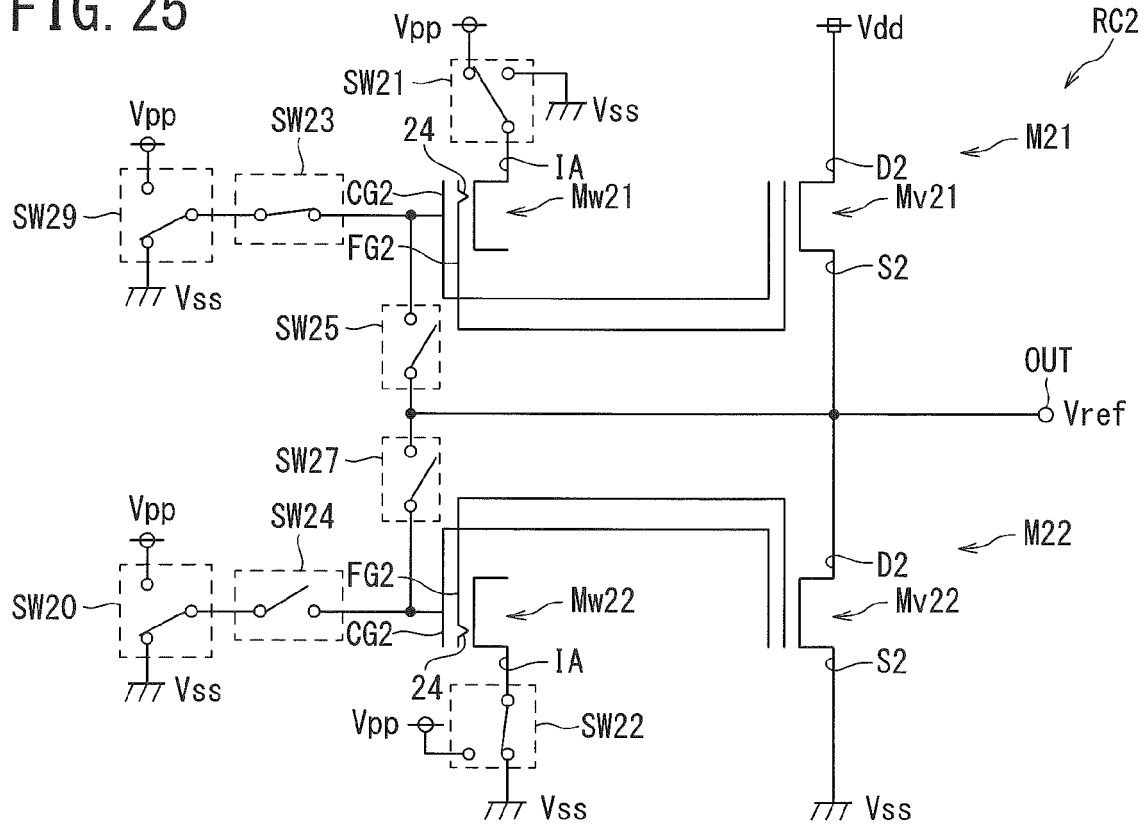 FIG. 25
RC2
Vpp
SW21
Vss
Vdd
24
IA
Mw21
M21
D2
Mv21
S2
Vpp
SW23
SW29
CG2
FG2
Vss
SW25
OUT
Vref
SW27
Vpp
SW24
SW20
FG2
CG2
Vss
24
Mw22
IA
M22
D2
Mv22
S2
Vpp
SW22
Vss
Vss